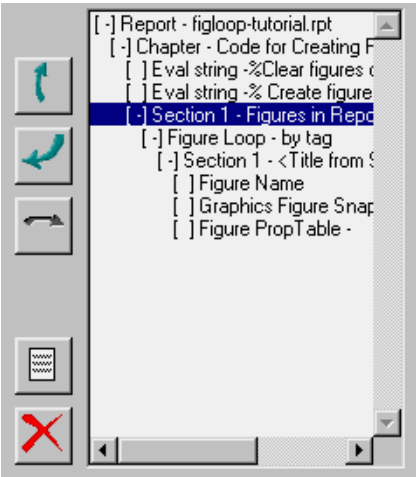 [-] Report - figloop-tutorial.rpt
[-] Chapter - Code for Creating
[ ] Eval string -%Clear figures
[ ] Eval string -% Create figure
[-] Section 1 - Figures in Repo
[-] Figure Loop - by tag
[-] Section 1 - <Title from
[ ] Figure Name
[ ] Graphics Figure Snap
[ ] Figure PropTable -